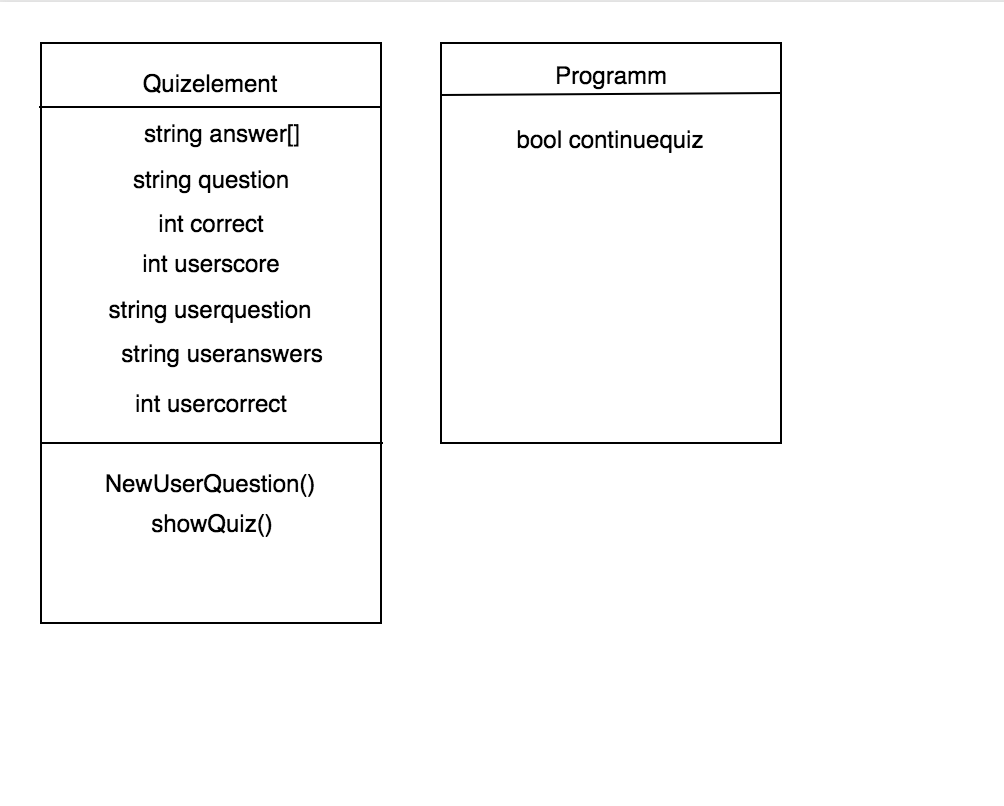 Quizelement
string answer[]
string question
int correct
int userscore
string userquestion
string useranswers
int usercorrect
NewUserQuestion()
showQuiz()
Programm
bool continuequiz